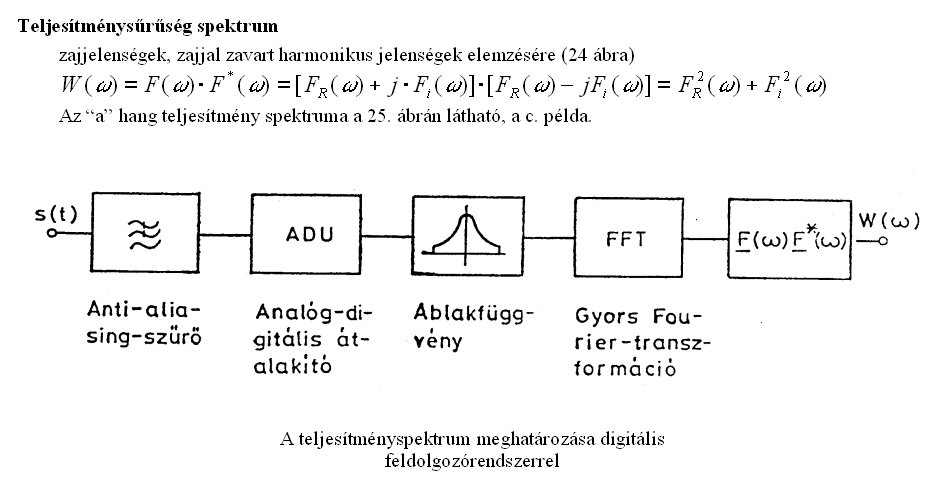 Teljesítménysűrűség spektrum
zajjelenségek, zajjal zavart harmonikus jelenségek elemzésére (24 ábra)
W(ω) = F(ω)· F*(ω) = [F_R(ω) + j · F_i(ω)]·[F_R(ω) − jF_i(ω)] = F_R²(ω) + F_i²(ω)
Az “a” hang teljesítmény spektruma a 25. ábrán látható, a c. példa.
s(t)
ADU
FFT
F(ω) F*(ω)
W(ω)
Anti-alia-
sing-szűrő
Analóg-di-
gitális át-
alakító
Ablakfügg-
vény
Gyors Fou-
rier-transz-
formáció
A teljesítményspektrum meghatározása digitális
feldolgozórendszerrel